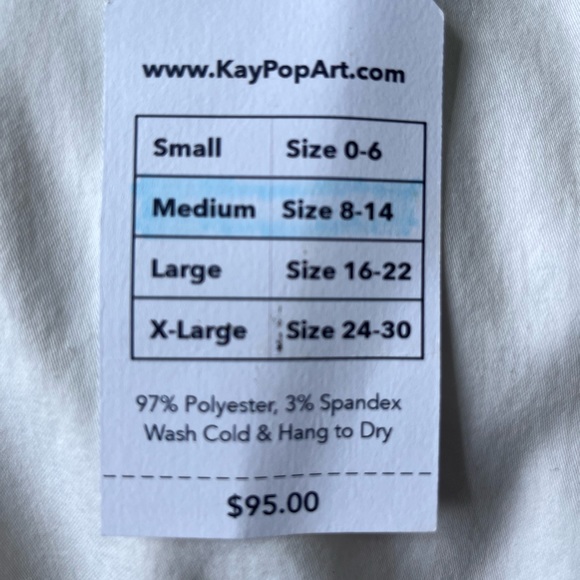 www.KayPopArt.com
Small Size 0-6
Medium Size 8-14
Large Size 16-22
X-Large Size 24-30
97% Polyester, 3% Spandex
Wash Cold & Hang to Dry
$95.00